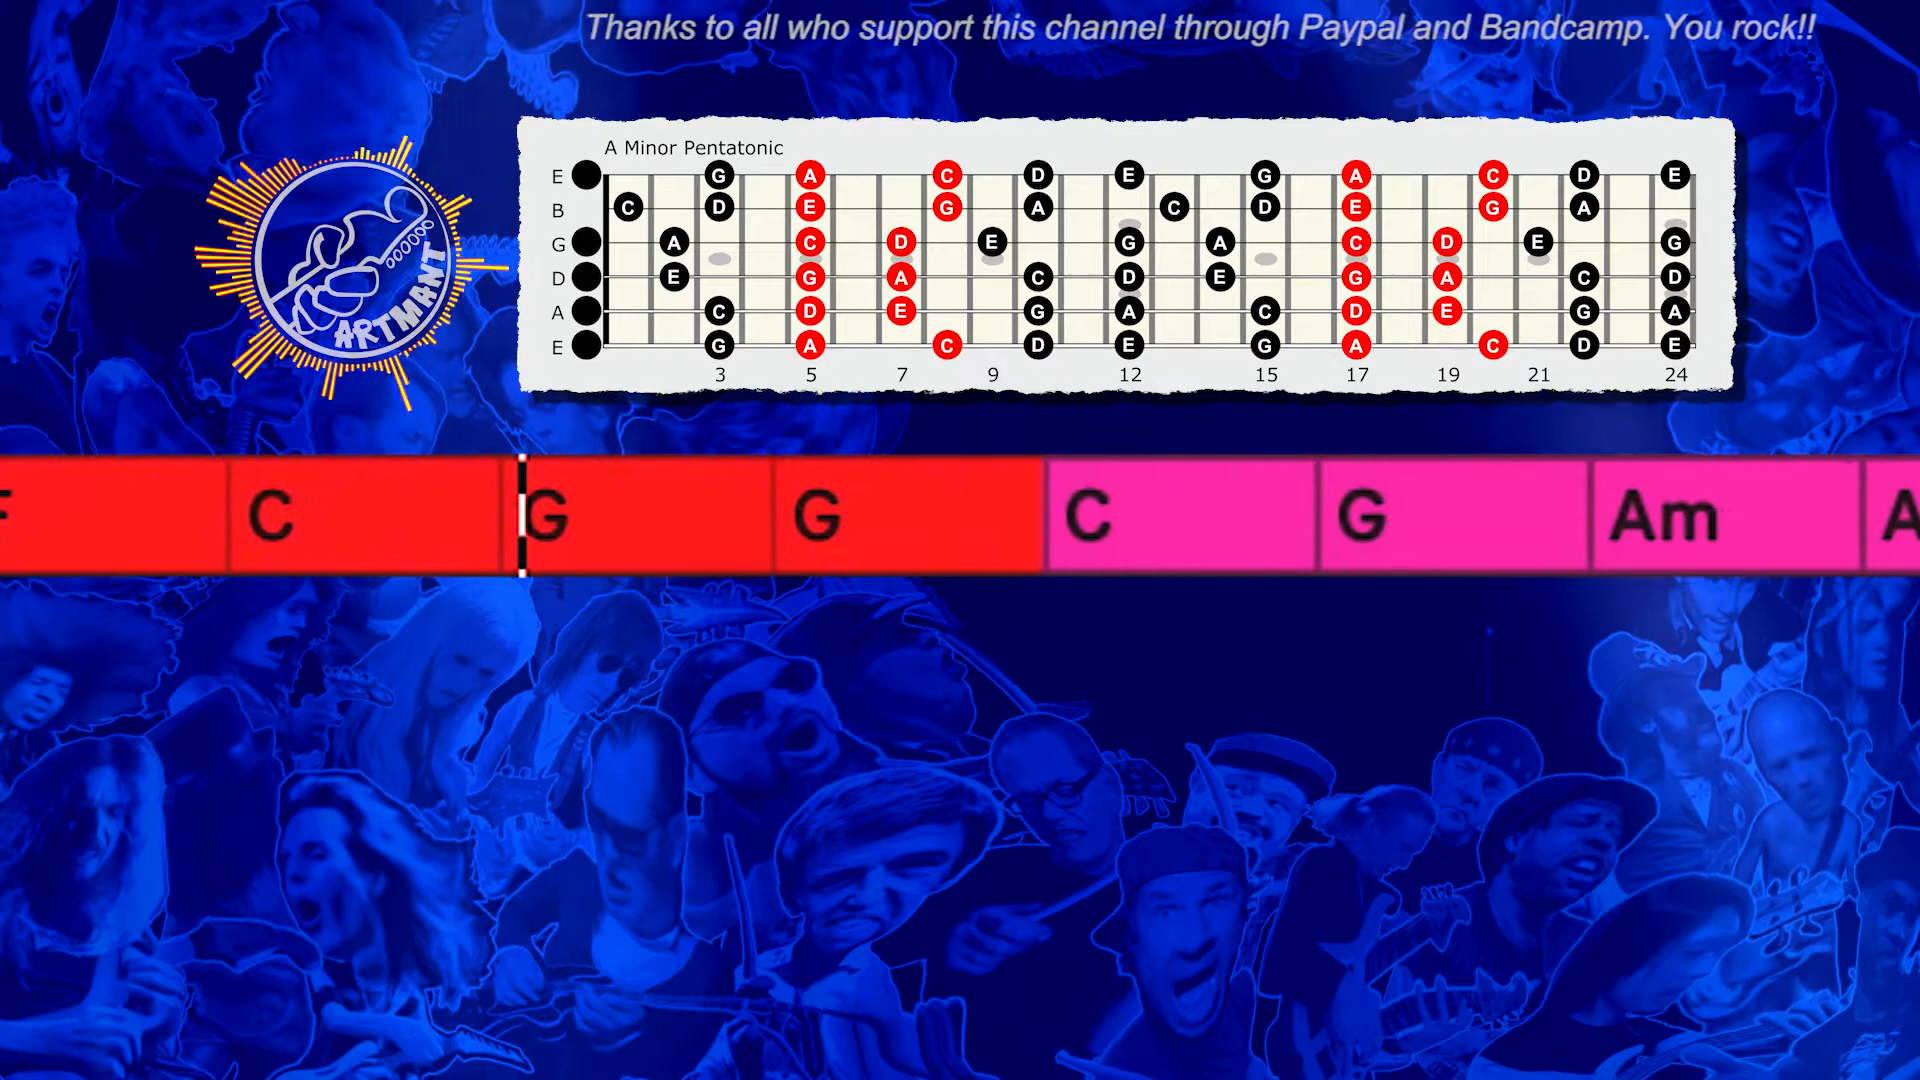 Thanks to all who support this channel through Paypal and Bandcamp. You rock!!
A Minor Pentatonic
E G A C D E G A C D E
B C D E G A C D E G A
G A C D E G A C D E G
D E G A C D E G A C D
A C D E G A C D E G A
E G A C D E G A C D E
3 5 7 9 12 15 17 19 21 24
ARTMANT
F C G G C G Am A